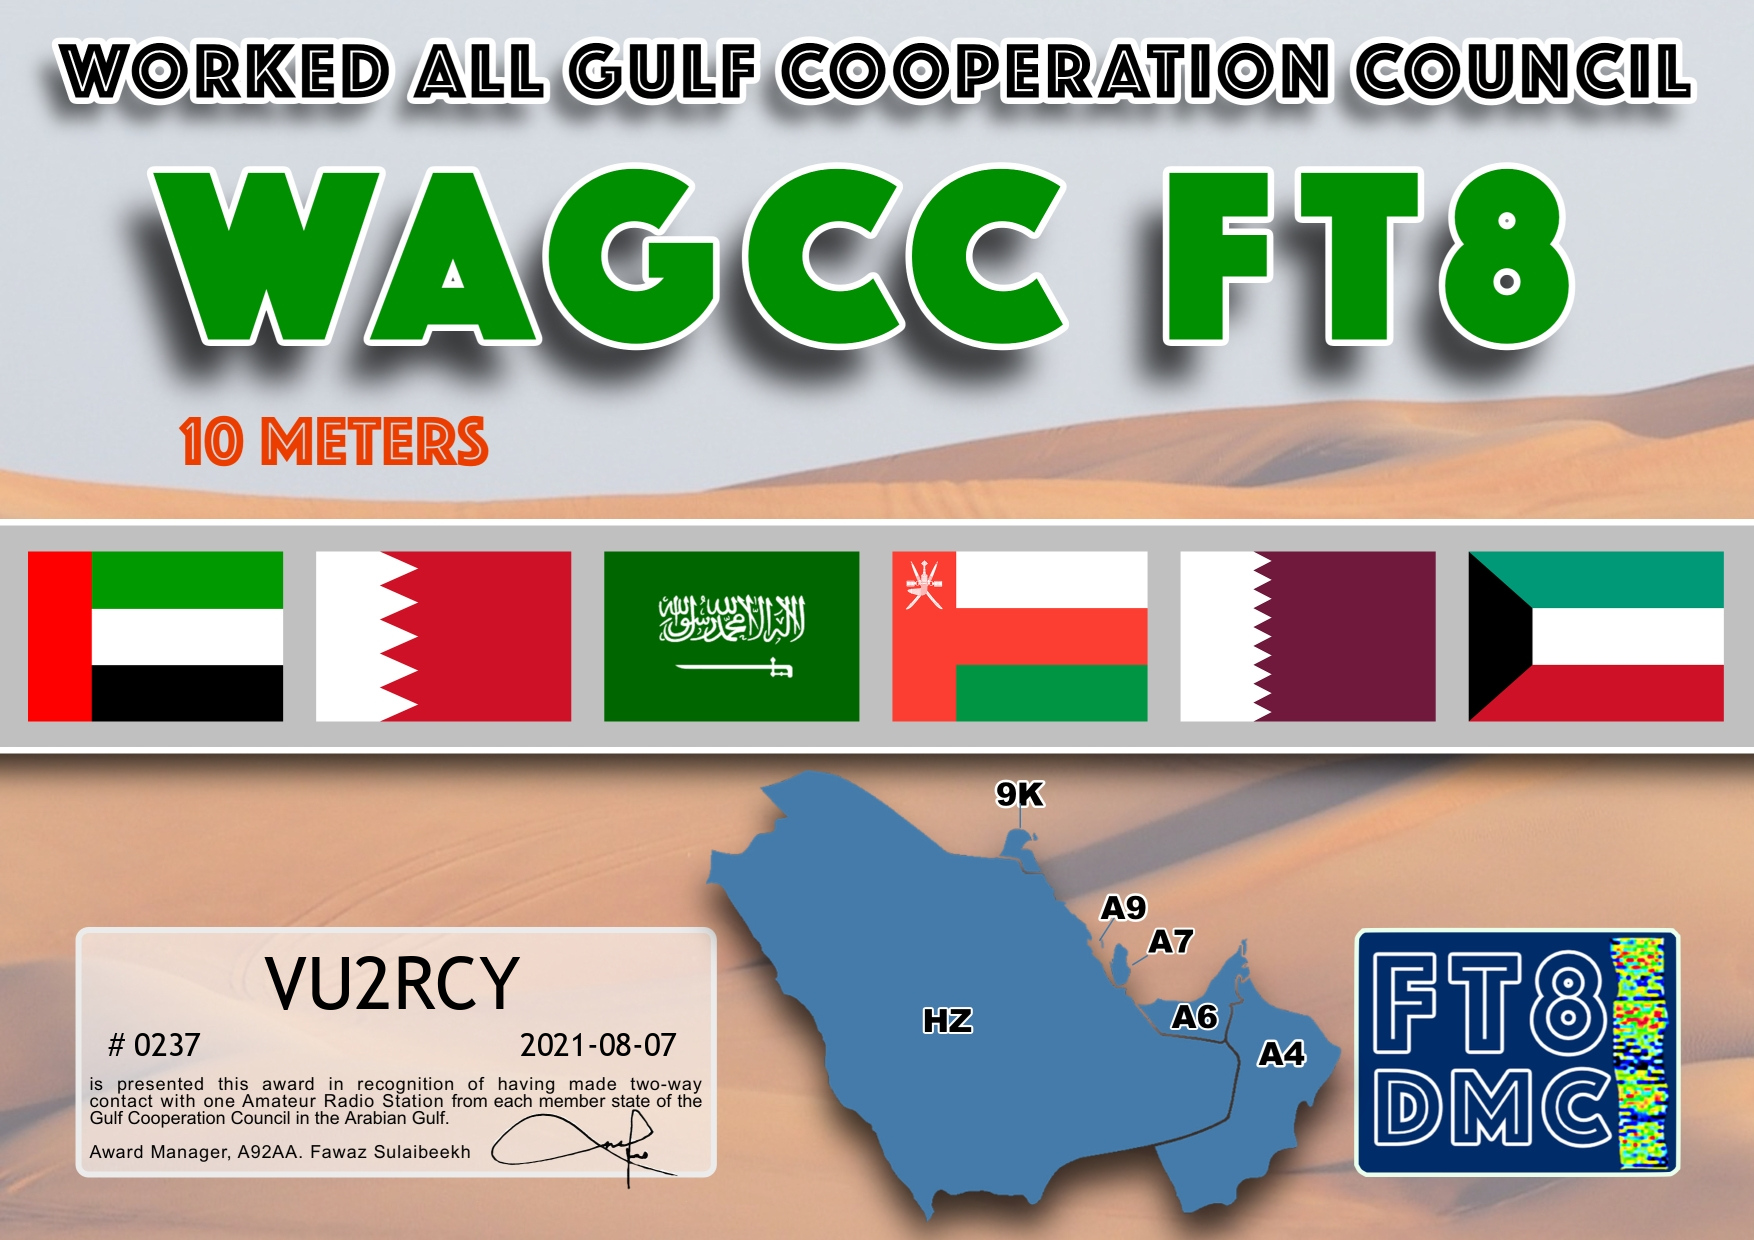 WORKED ALL GULF COOPERATION COUNCIL
WAGCC FT8
10 METERS
لا إله إلا الله محمد رسول الله
9K
A9
A7
HZ
A6
A4
VU2RCY
# 0237 2021-08-07
is presented this award in recognition of having made two-way
contact with one Amateur Radio Station from each member state of the
Gulf Cooperation Council in the Arabian Gulf.
Award Manager, A92AA. Fawaz Sulaibeekh
FT8
DMC